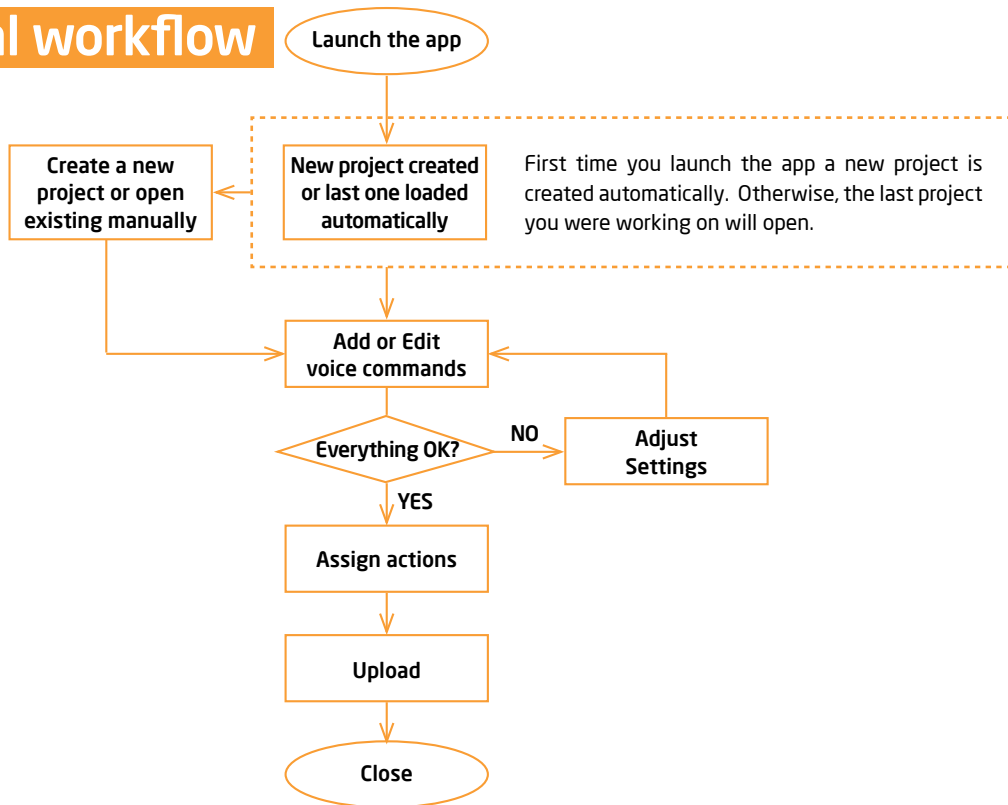 workflow
Launch the app
Create a new
project or open
existing manually
New project created
or last one loaded
automatically
First time you launch the app a new project is
created automatically. Otherwise, the last project
you were working on will open.
Add or Edit
voice commands
Everything OK?
NO
Adjust
Settings
YES
Assign actions
Upload
Close